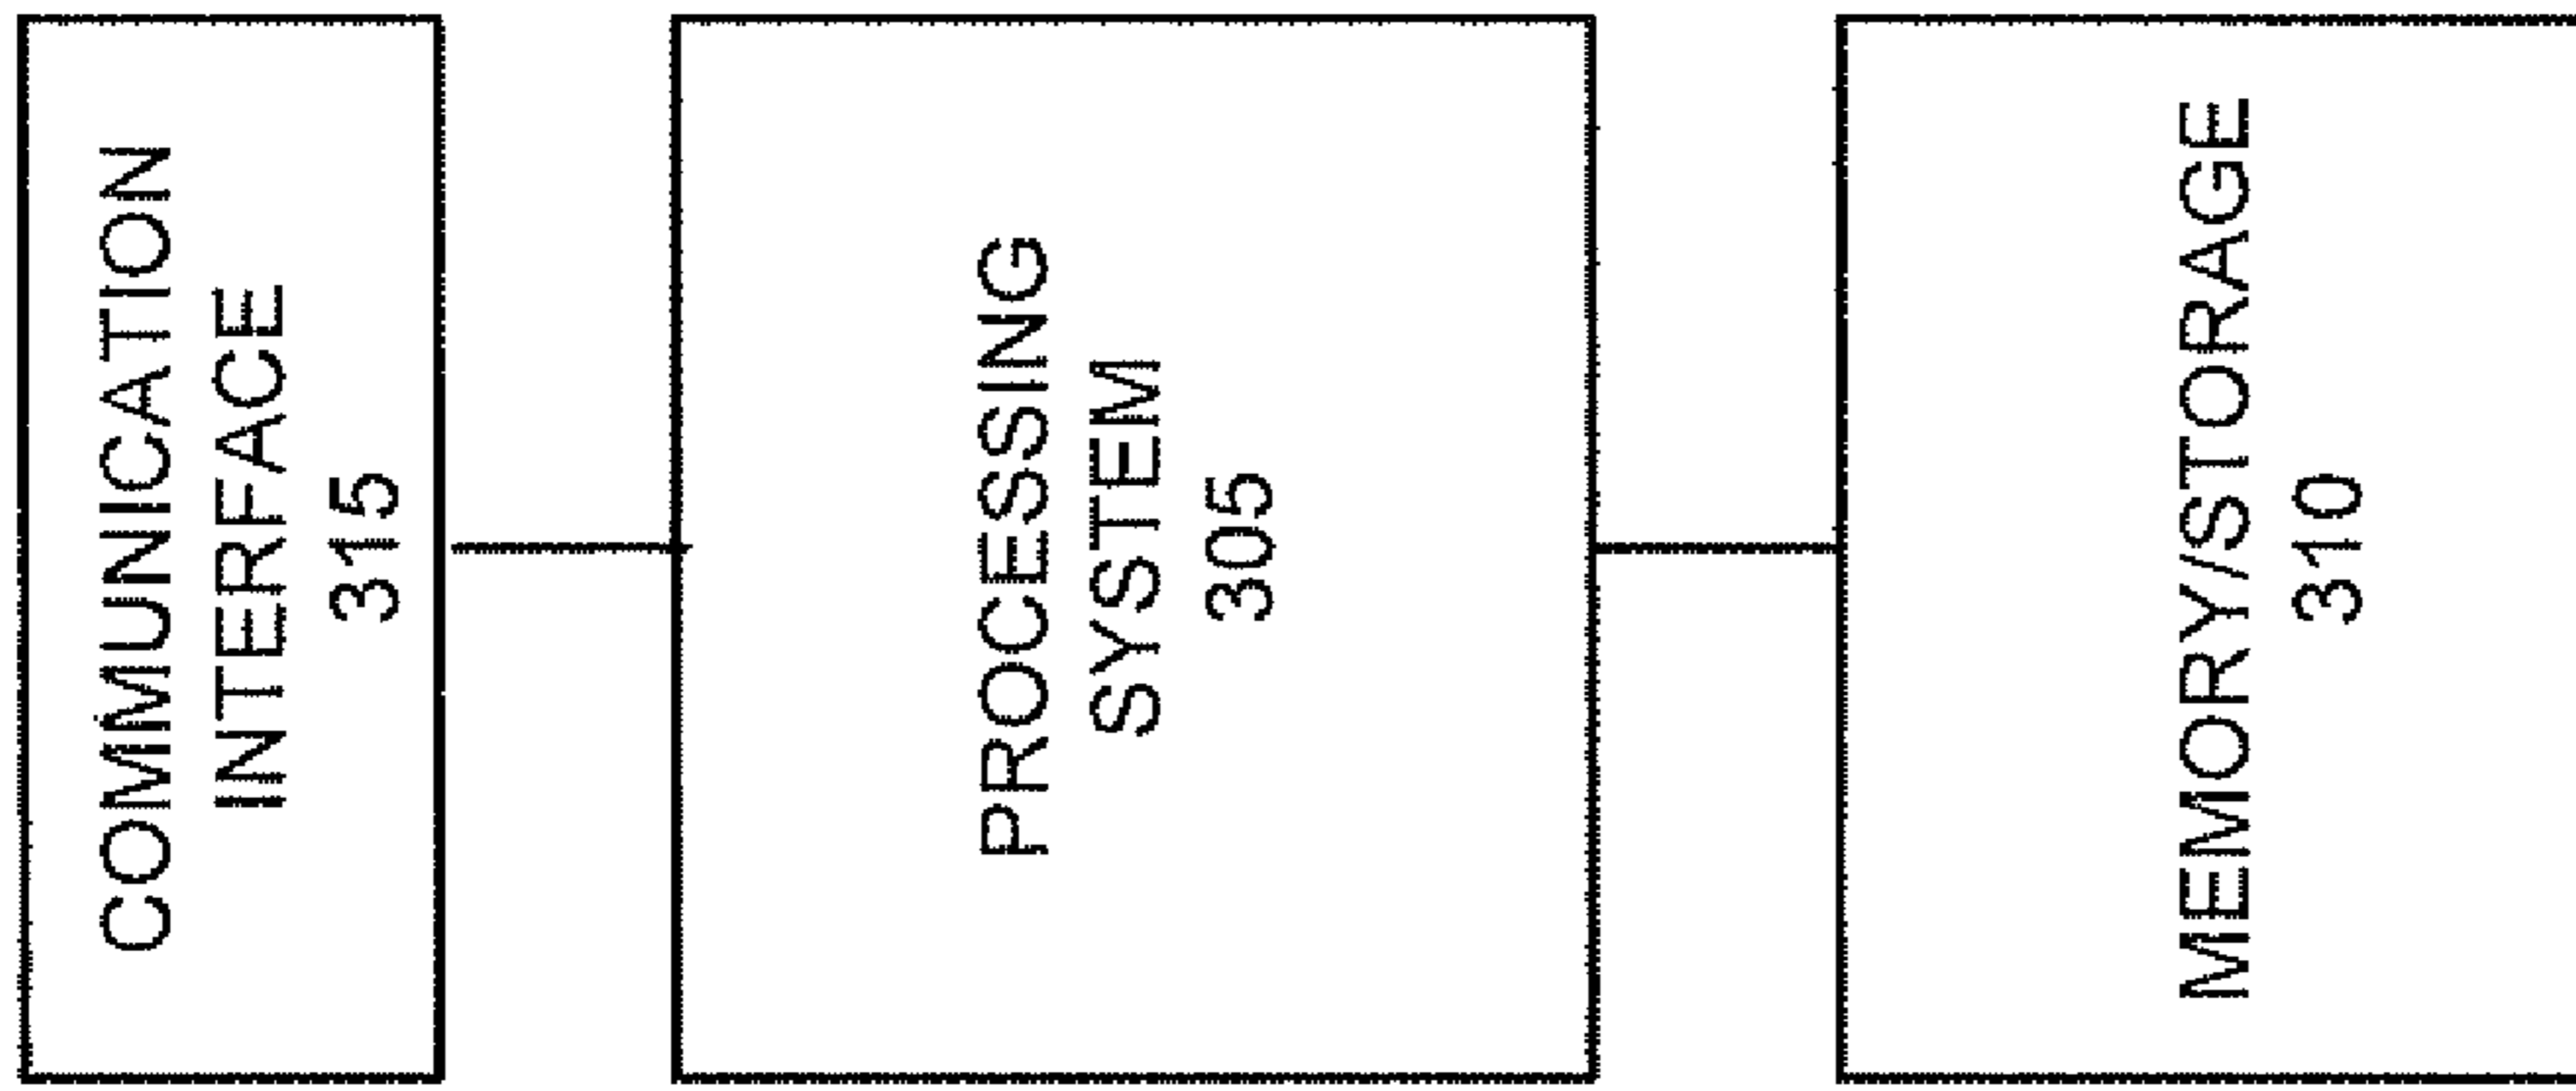 COMMUNICATION
INTERFACE
315
PROCESSING
SYSTEM
305
MEMORY/STORAGE
310